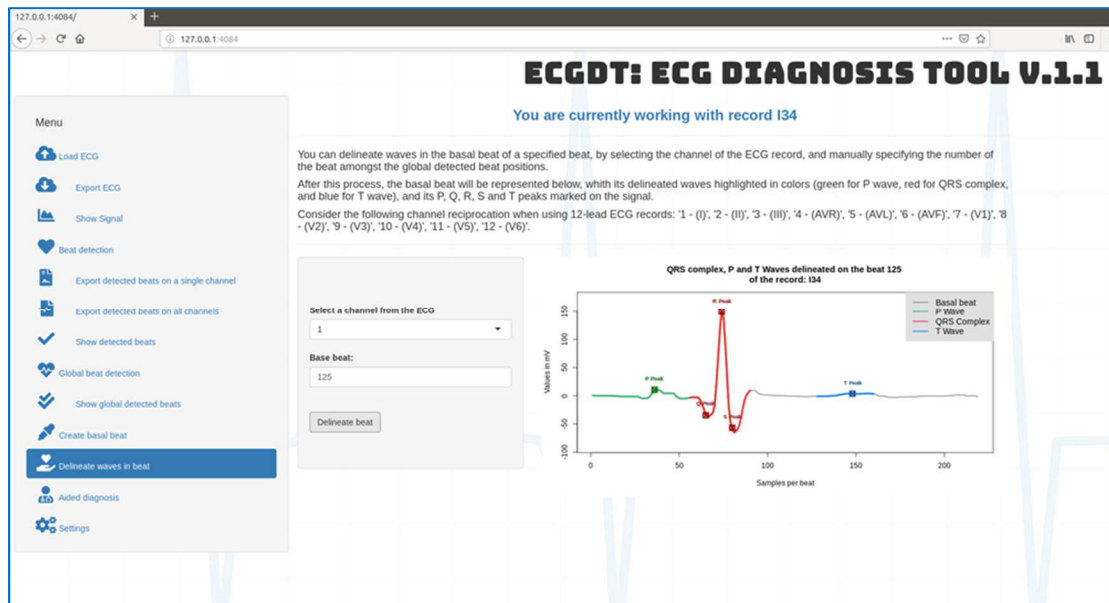 127.0.0.1:4084/
127.0.0.1:4084
ECGDT: ECG DIAGNOSIS TOOL V.1.1
Menu
Load ECG
Export ECG
Show Signal
Beat detection
Export detected beats on a single channel
Export detected beats on all channels
Show detected beats
Global beat detection
Show global detected beats
Create basal beat
Delineate waves in beat
Aided diagnosis
Settings
You are currently working with record I34
You can delineate waves in the basal beat of a specified beat, by selecting the channel of the ECG record, and manually specifying the number of
the beat amongst the global detected beat positions.
After this process, the basal beat will be represented below, whith its delineated waves highlighted in colors (green for P wave, red for QRS complex,
and blue for T wave), and its P, Q, R, S and T peaks marked on the signal.
Consider the following channel reciprocation when using 12-lead ECG records: '1 - (I)', '2 - (II)', '3 - (III)', '4 - (AVR)', '5 - (AVL)', '6 - (AVF)', '7 - (V1)', '8
- (V2)', '9 - (V3)', '10 - (V4)', '11 - (V5)', '12 - (V6)'.
Select a channel from the ECG
1
Base beat:
125
Delineate beat
QRS complex, P and T Waves delineated on the beat 125
of the record: I34
Basal beat
P Wave
QRS Complex
T Wave
R Peak
P Peak
Q Peak
S Peak
T Peak
Values in mV
150
100
50
0
-50
-100
0 50 100 150 200
Samples per beat